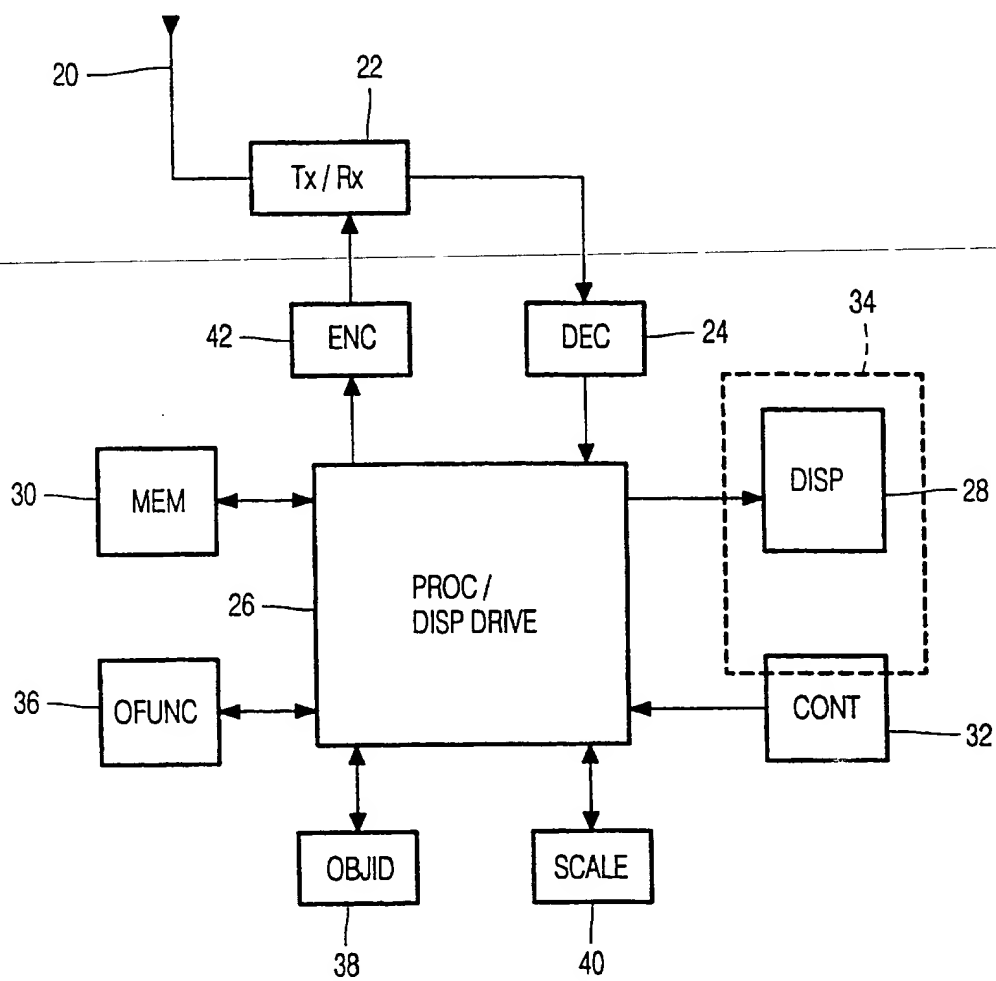 20
22
Tx / Rx
42
ENC
DEC
24
34
30
MEM
DISP
28
26
PROC /
DISP DRIVE
36
OFUNC
CONT
32
OBJID
SCALE
38
40